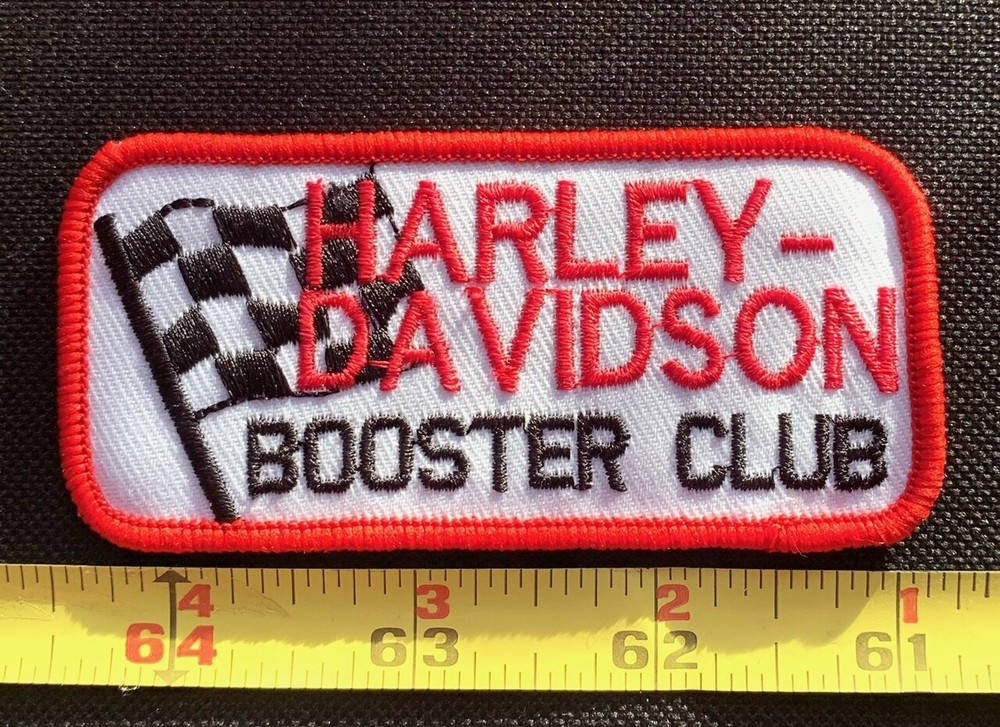 HARLEY-
DAVIDSON
BOOSTER CLUB
4 3 2 1
64 63 62 61